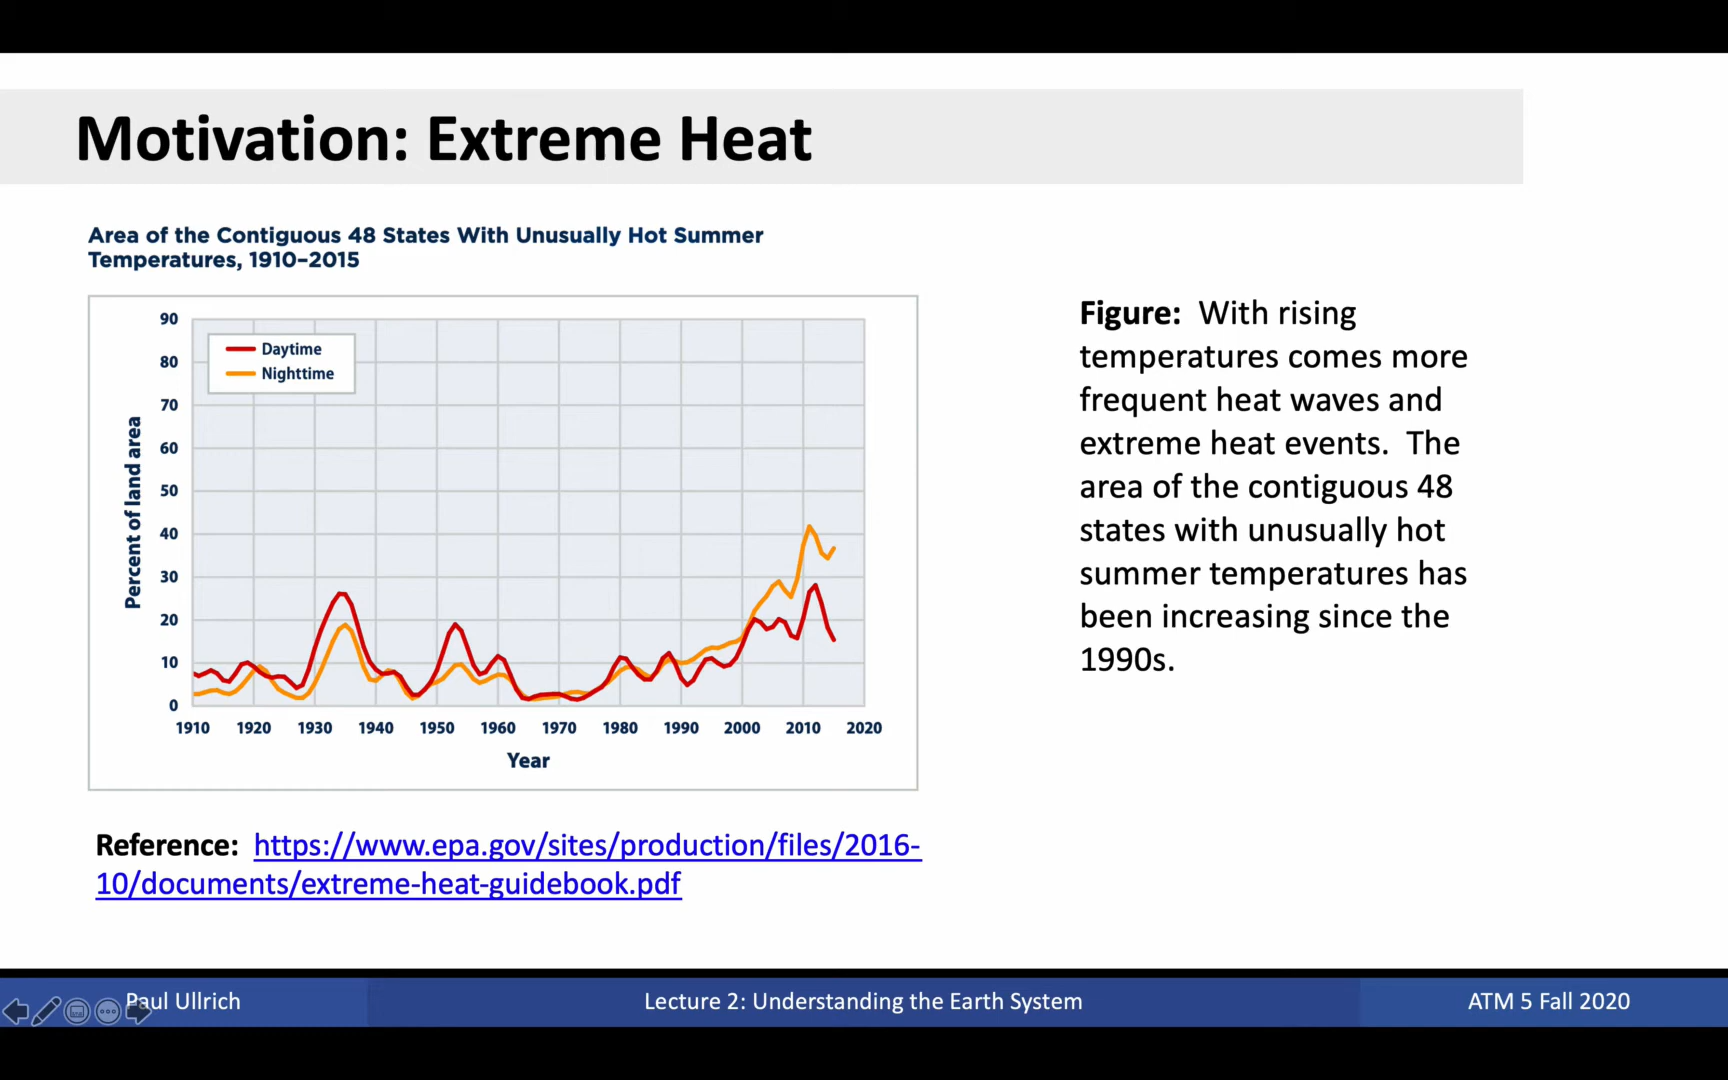 Motivation: Extreme Heat
Area of the Contiguous 48 States With Unusually Hot Summer
Temperatures, 1910–2015
Percent of land area
90
80
70
60
50
40
30
20
10
0
Daytime
Nighttime
1910 1920 1930 1940 1950 1960 1970 1980 1990 2000 2010 2020
Year
Figure: With rising
temperatures comes more
frequent heat waves and
extreme heat events. The
area of the contiguous 48
states with unusually hot
summer temperatures has
been increasing since the
1990s.
Reference: https://www.epa.gov/sites/production/files/2016-
10/documents/extreme-heat-guidebook.pdf
Paul Ullrich
Lecture 2: Understanding the Earth System
ATM 5 Fall 2020